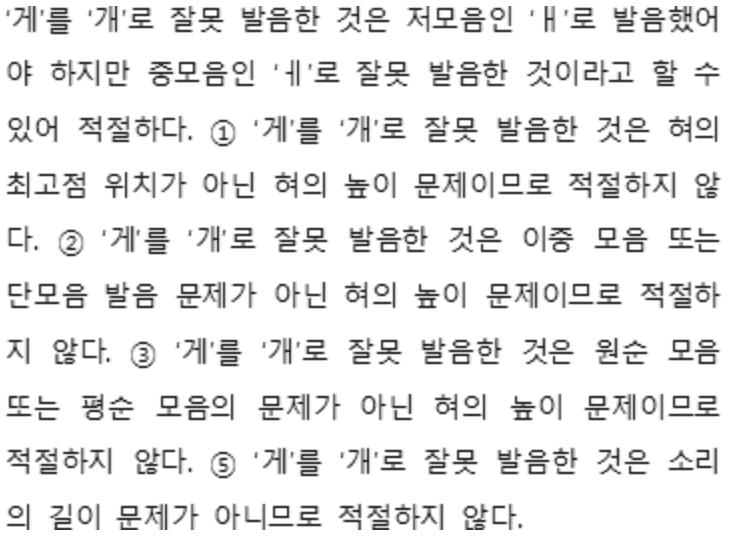 ‘게’를 ‘개’로 잘못 발음한 것은 저모음인 ‘ㅐ’로 발음했어
야 하지만 중모음인 ‘ㅔ’로 잘못 발음한 것이라고 할 수
있어 적절하다. ① ‘게’를 ‘개’로 잘못 발음한 것은 혀의
최고점 위치가 아닌 혀의 높이 문제이므로 적절하지 않
다. ② ‘게’를 ‘개’로 잘못 발음한 것은 이중 모음 또는
단모음 발음 문제가 아닌 혀의 높이 문제이므로 적절하
지 않다. ③ ‘게’를 ‘개’로 잘못 발음한 것은 원순 모음
또는 평순 모음의 문제가 아닌 혀의 높이 문제이므로
적절하지 않다. ⑤ ‘게’를 ‘개’로 잘못 발음한 것은 소리
의 길이 문제가 아니므로 적절하지 않다.